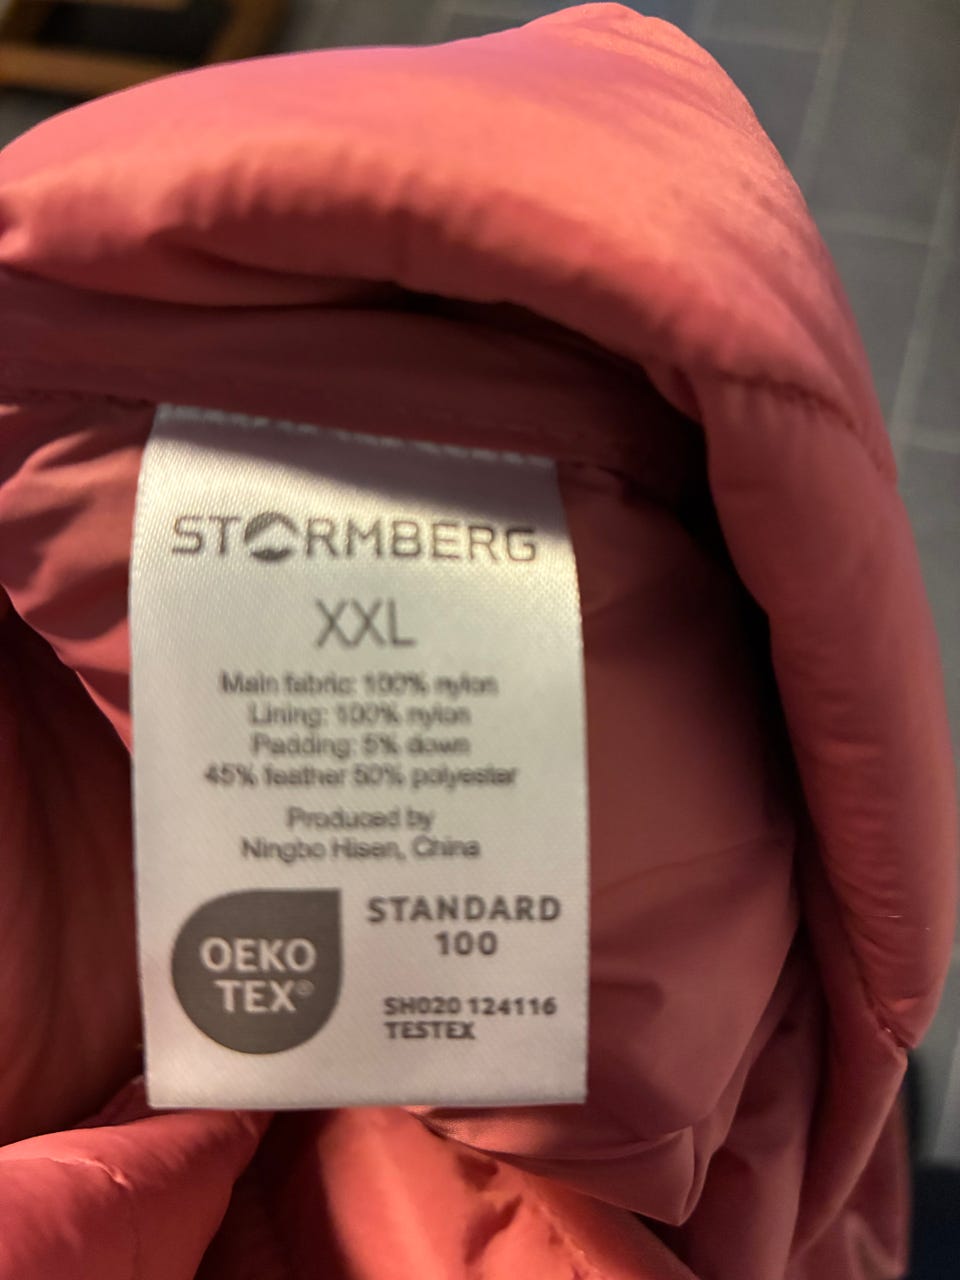 STORMBERG
XXL
Main fabric: 100% nylon
Lining: 100% nylon
Padding: 5% down
45% feather 50% polyester
Produced by
Ningbo Hisen, China
OEKO
TEX®
STANDARD
100
SH020 124116
TESTEX